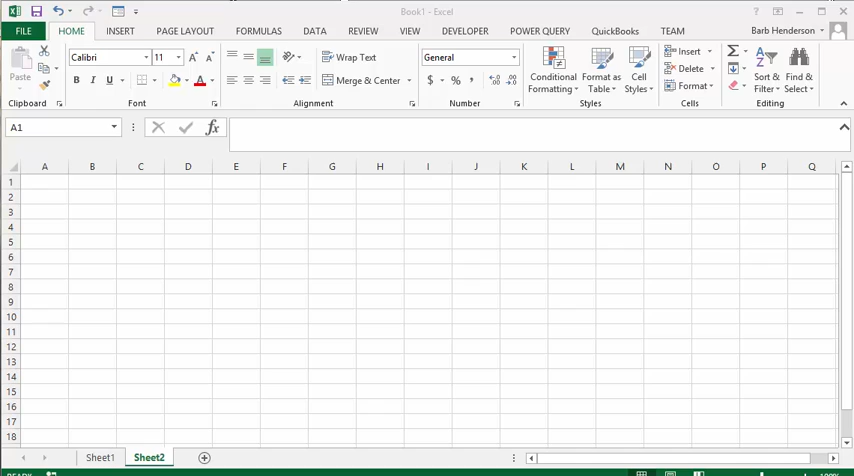 Book1 - Excel
FILE HOME INSERT PAGE LAYOUT FORMULAS DATA REVIEW VIEW DEVELOPER POWER QUERY QuickBooks TEAM Barb Henderson
Paste
Calibri 11
B I U A
Wrap Text
Merge & Center
General
$ % ,
Conditional Formatting
Format as Table
Cell Styles
Insert
Delete
Format
Sort & Filter
Find & Select
Clipboard Font Alignment Number Styles Cells Editing
A1 fx
A B C D E F G H I J K L M N O P Q
1
2
3
4
5
6
7
8
9
10
11
12
13
14
15
16
17
18
Sheet1 Sheet2